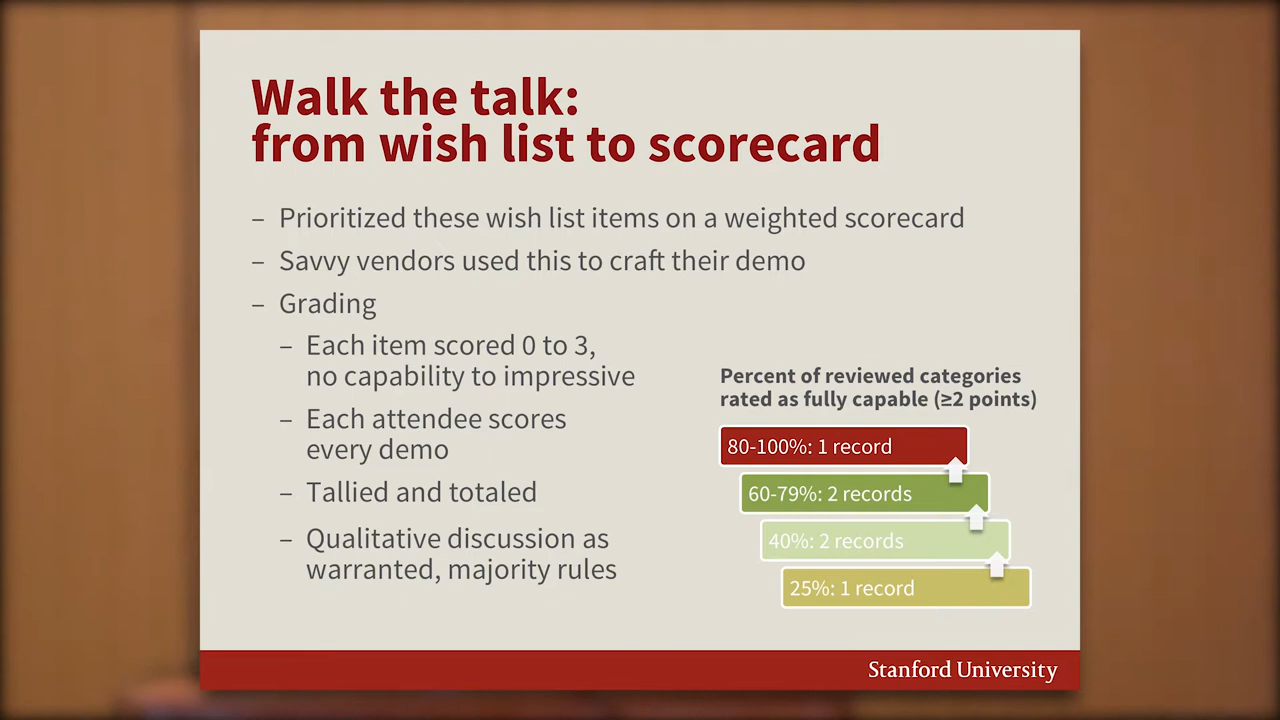 Walk the talk:
from wish list to scorecard
– Prioritized these wish list items on a weighted scorecard
– Savvy vendors used this to craft their demo
– Grading
– Each item scored 0 to 3,
no capability to impressive
– Each attendee scores
every demo
– Tallied and totaled
– Qualitative discussion as
warranted, majority rules
Percent of reviewed categories
rated as fully capable (≥2 points)
80-100%: 1 record
60-79%: 2 records
40%: 2 records
25%: 1 record
Stanford University